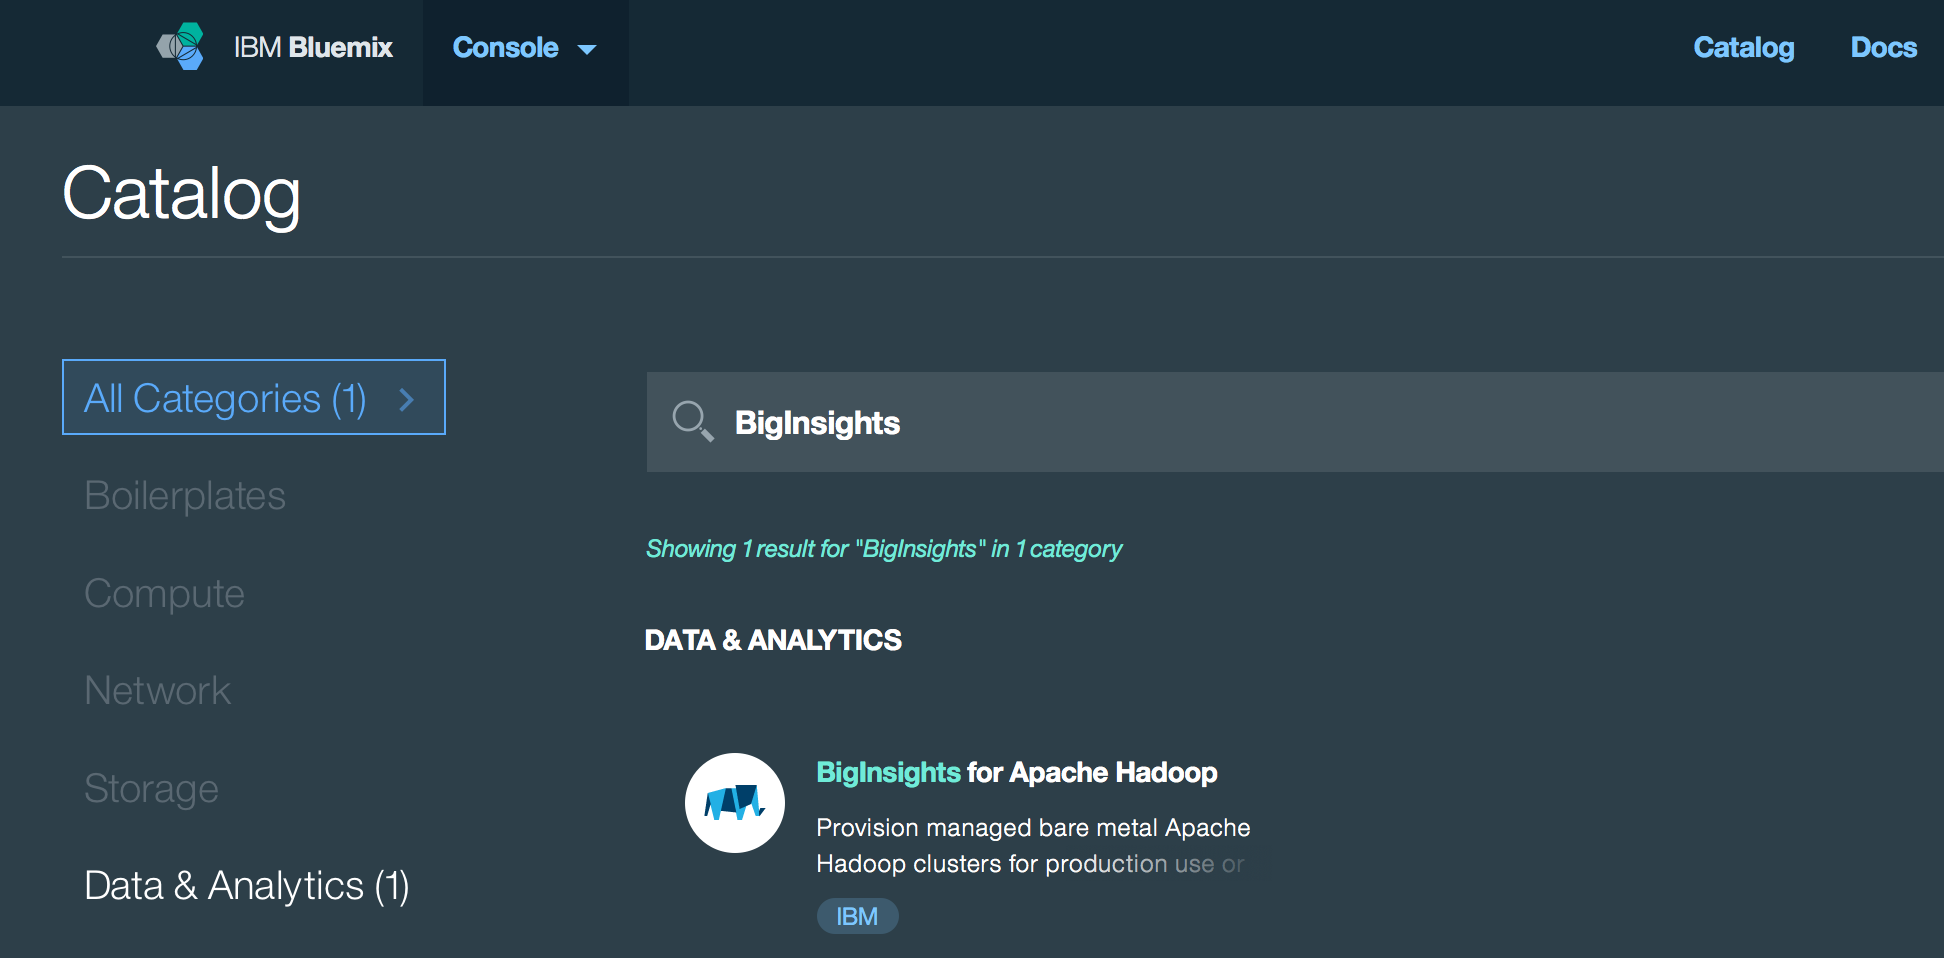 IBM Bluemix
Console
Catalog
Docs
Catalog
All Categories (1)
Boilerplates
Compute
Network
Storage
Data & Analytics (1)
BigInsights
Showing 1 result for "BigInsights" in 1 category
DATA & ANALYTICS
BigInsights for Apache Hadoop
Provision managed bare metal Apache
Hadoop clusters for production use or
IBM